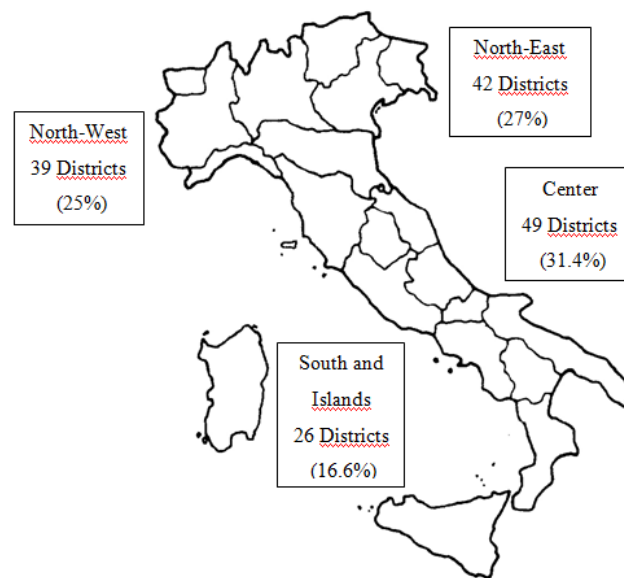 North-East
42 Districts
(27%)
North-West
39 Districts
(25%)
Center
49 Districts
(31.4%)
South and
Islands
26 Districts
(16.6%)